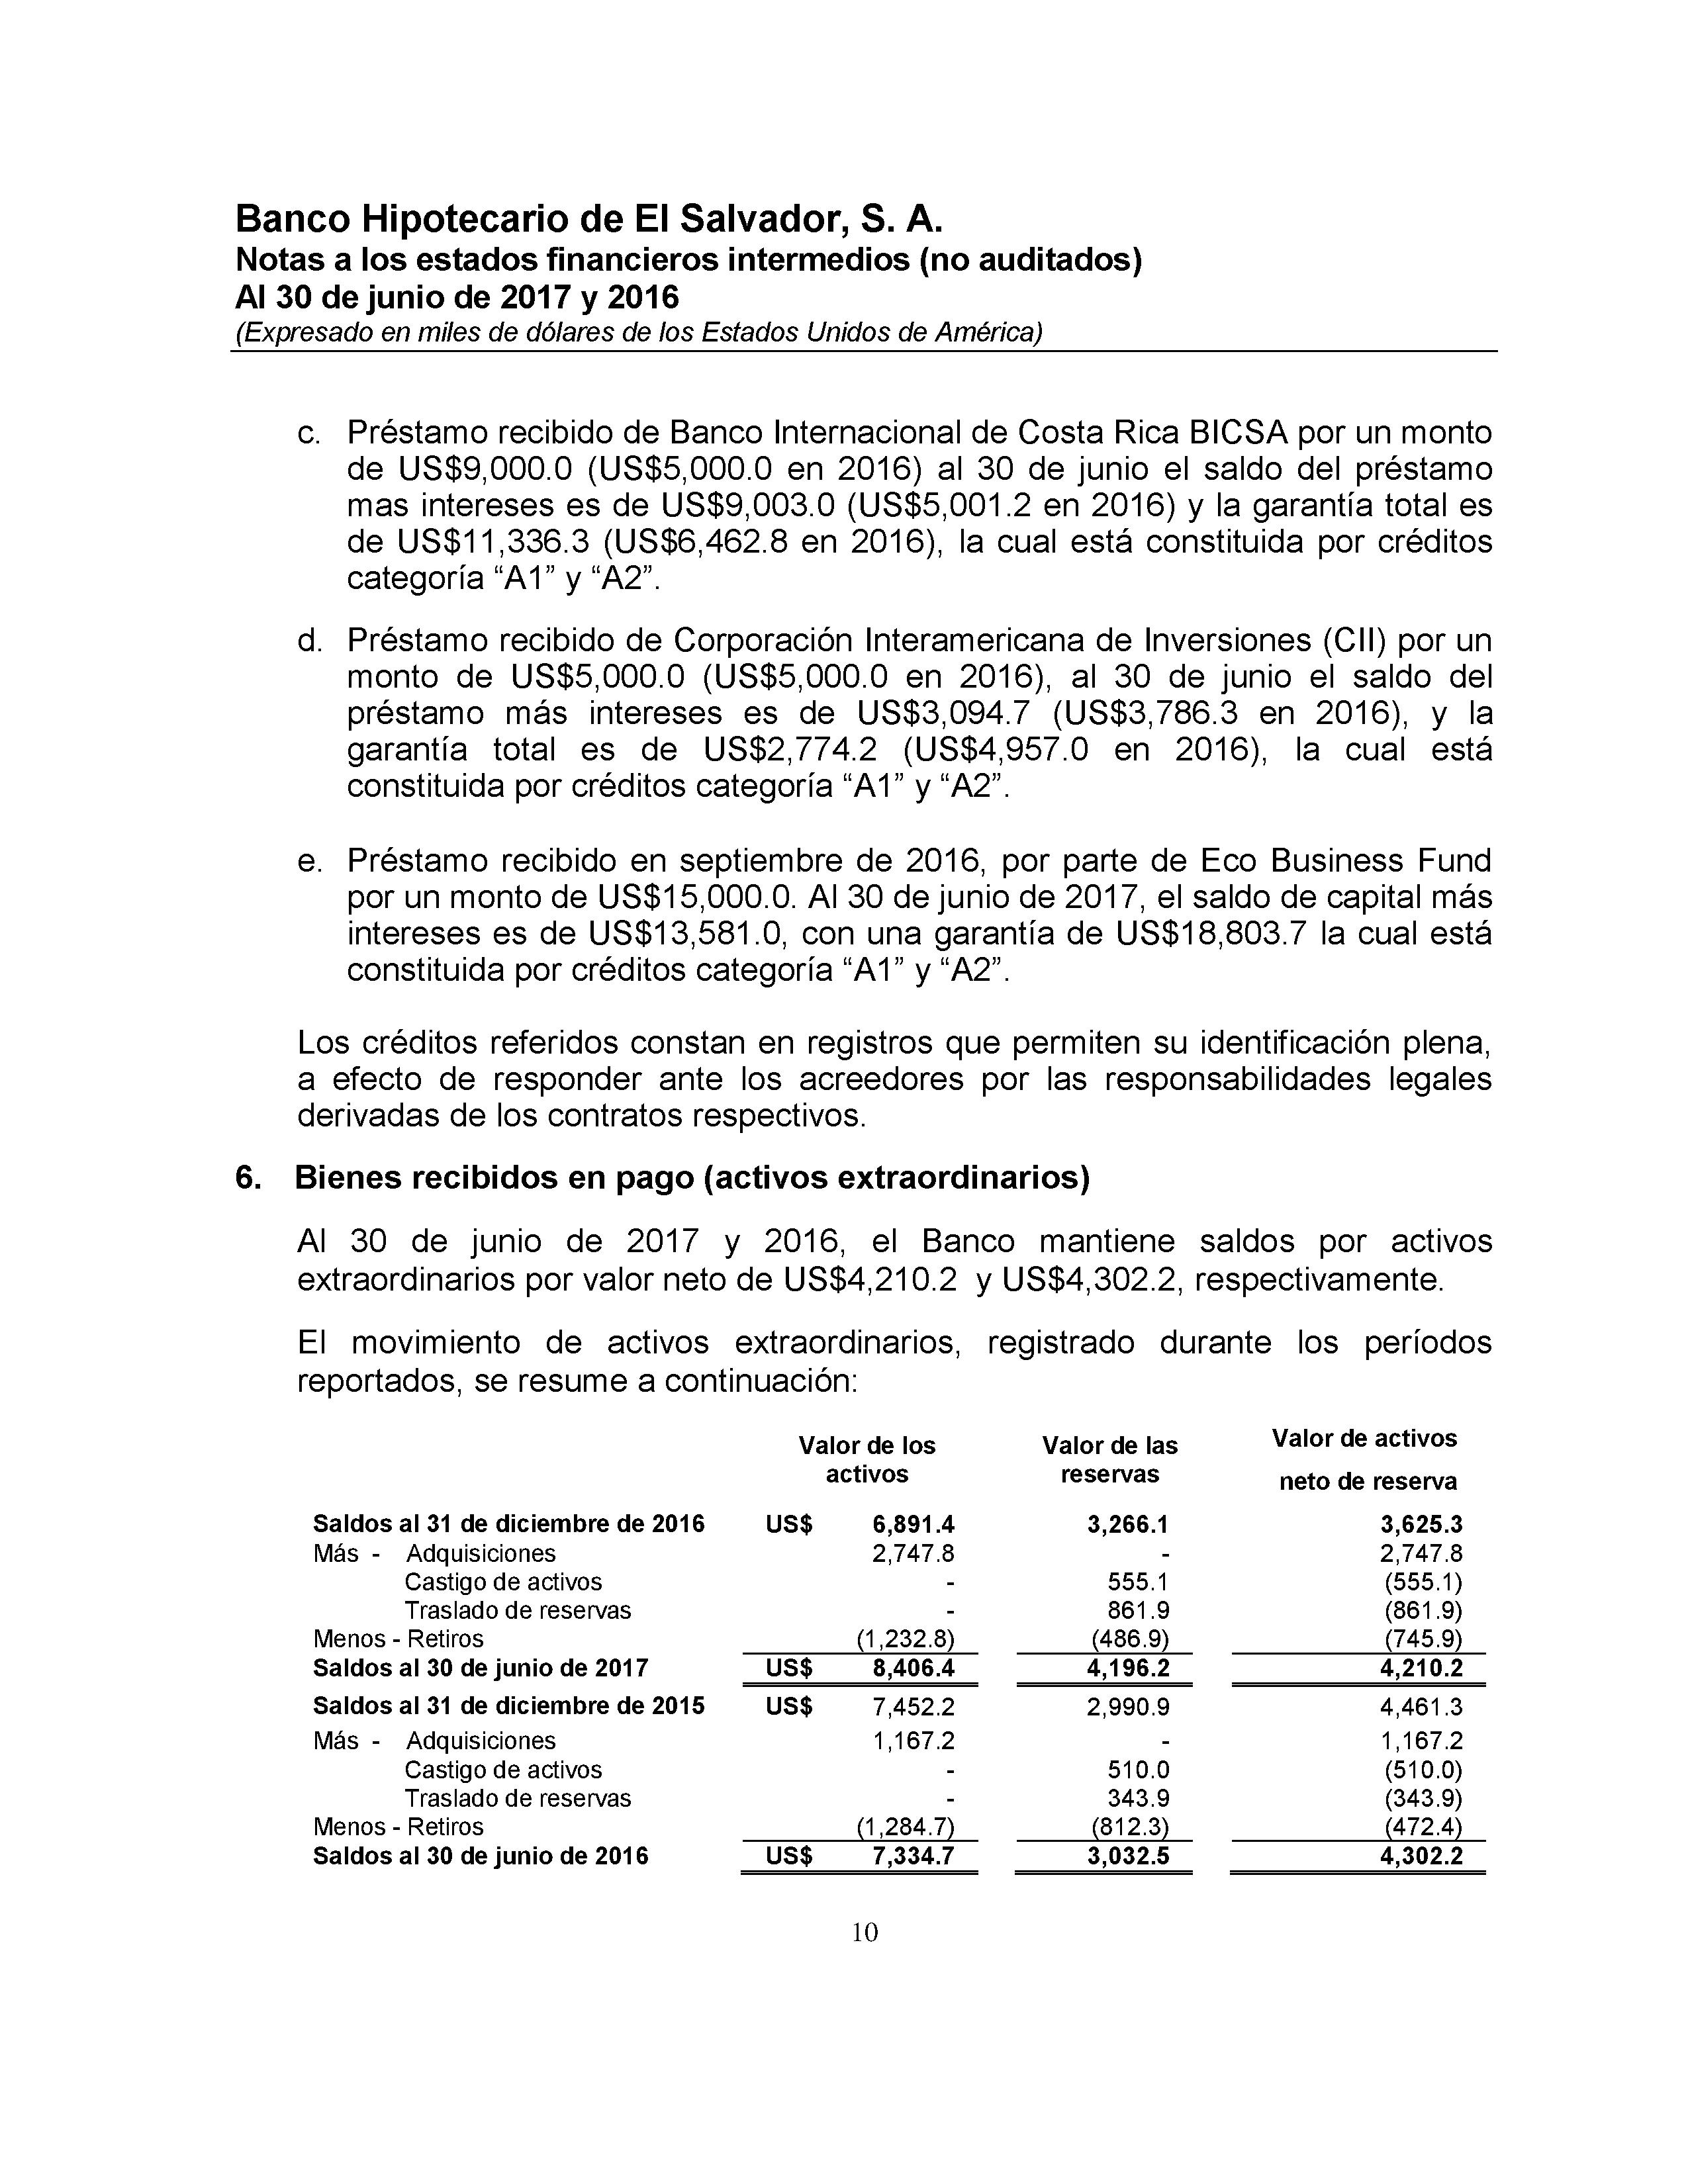 Banco Hipotecario de El Salvador, S. A.
Notas a los estados financieros intermedios (no auditados)
Al 30 de junio de 2017 y 2016
(Expresado en miles de dólares de los Estados Unidos de América)
c. Préstamo recibido de Banco Internacional de Costa Rica BICSA por un monto
de US$9,000.0 (US$5,000.0 en 2016) al 30 de junio el saldo del préstamo
mas intereses es de US$9,003.0 (US$5,001.2 en 2016) y la garantía total es
de US$11,336.3 (US$6,462.8 en 2016), la cual está constituida por créditos
categoría “A1” y “A2”.
d. Préstamo recibido de Corporación Interamericana de Inversiones (CII) por un
monto de US$5,000.0 (US$5,000.0 en 2016), al 30 de junio el saldo del
préstamo más intereses es de US$3,094.7 (US$3,786.3 en 2016), y la
garantía total es de US$2,774.2 (US$4,957.0 en 2016), la cual está
constituida por créditos categoría “A1” y “A2”.
e. Préstamo recibido en septiembre de 2016, por parte de Eco Business Fund
por un monto de US$15,000.0. Al 30 de junio de 2017, el saldo de capital más
intereses es de US$13,581.0, con una garantía de US$18,803.7 la cual está
constituida por créditos categoría “A1” y “A2”.
Los créditos referidos constan en registros que permiten su identificación plena,
a efecto de responder ante los acreedores por las responsabilidades legales
derivadas de los contratos respectivos.
6. Bienes recibidos en pago (activos extraordinarios)
Al 30 de junio de 2017 y 2016, el Banco mantiene saldos por activos
extraordinarios por valor neto de US$4,210.2 y US$4,302.2, respectivamente.
El movimiento de activos extraordinarios, registrado durante los períodos
reportados, se resume a continuación:
Valor de los Valor de las Valor de activos
activos reservas neto de reserva
Saldos al 31 de diciembre de 2016 US$ 6,891.4 3,266.1 3,625.3
Más - Adquisiciones 2,747.8 - 2,747.8
Castigo de activos - 555.1 (555.1)
Traslado de reservas - 861.9 (861.9)
Menos - Retiros (1,232.8) (486.9) (745.9)
Saldos al 30 de junio de 2017 US$ 8,406.4 4,196.2 4,210.2
Saldos al 31 de diciembre de 2015 US$ 7,452.2 2,990.9 4,461.3
Más - Adquisiciones 1,167.2 - 1,167.2
Castigo de activos - 510.0 (510.0)
Traslado de reservas - 343.9 (343.9)
Menos - Retiros (1,284.7) (812.3) (472.4)
Saldos al 30 de junio de 2016 US$ 7,334.7 3,032.5 4,302.2
10